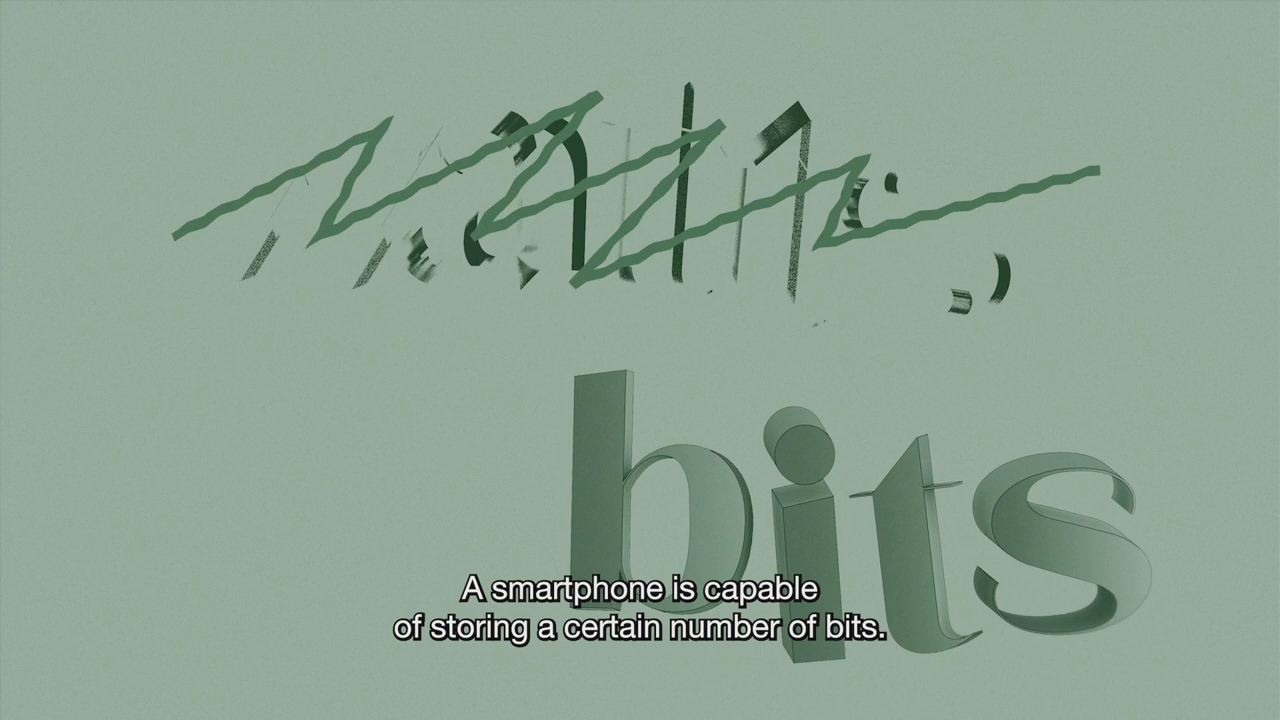 bits
A smartphone is capable
of storing a certain number of bits.